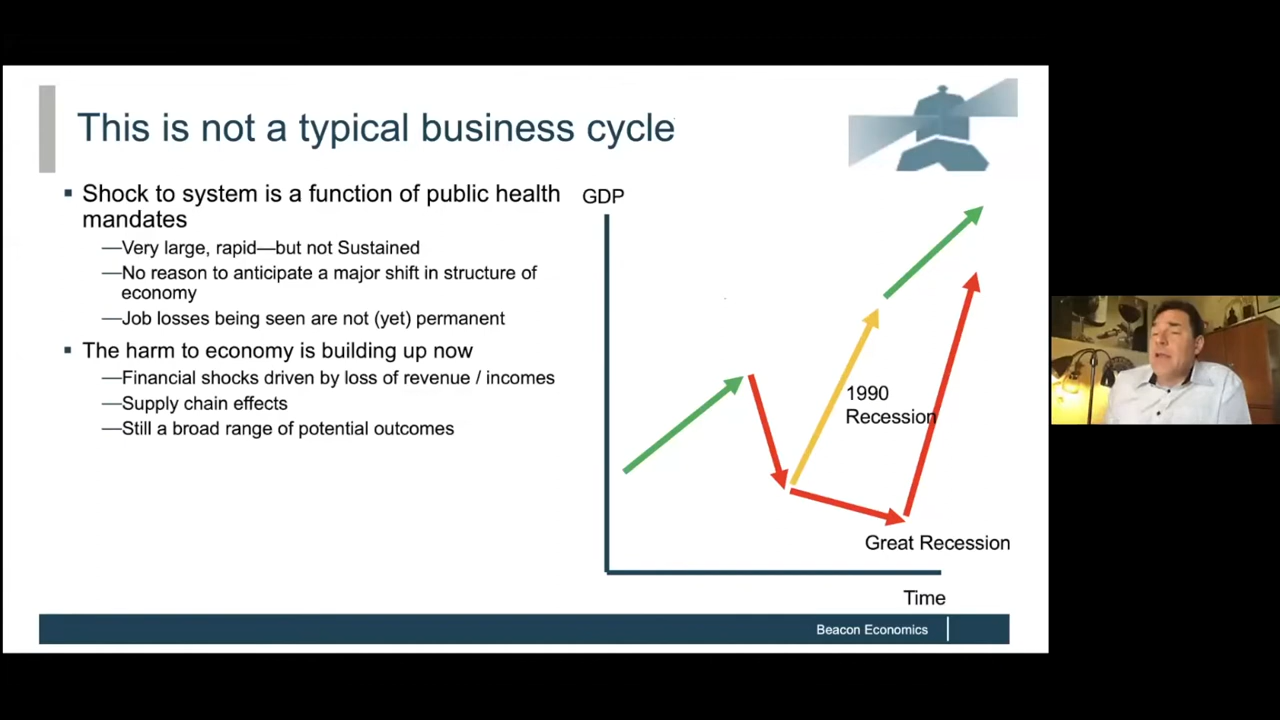 This is not a typical business cycle
▪ Shock to system is a function of public health
mandates
—Very large, rapid—but not Sustained
—No reason to anticipate a major shift in structure of
economy
—Job losses being seen are not (yet) permanent
▪ The harm to economy is building up now
—Financial shocks driven by loss of revenue / incomes
—Supply chain effects
—Still a broad range of potential outcomes
GDP
1990
Recession
Great Recession
Time
Beacon Economics